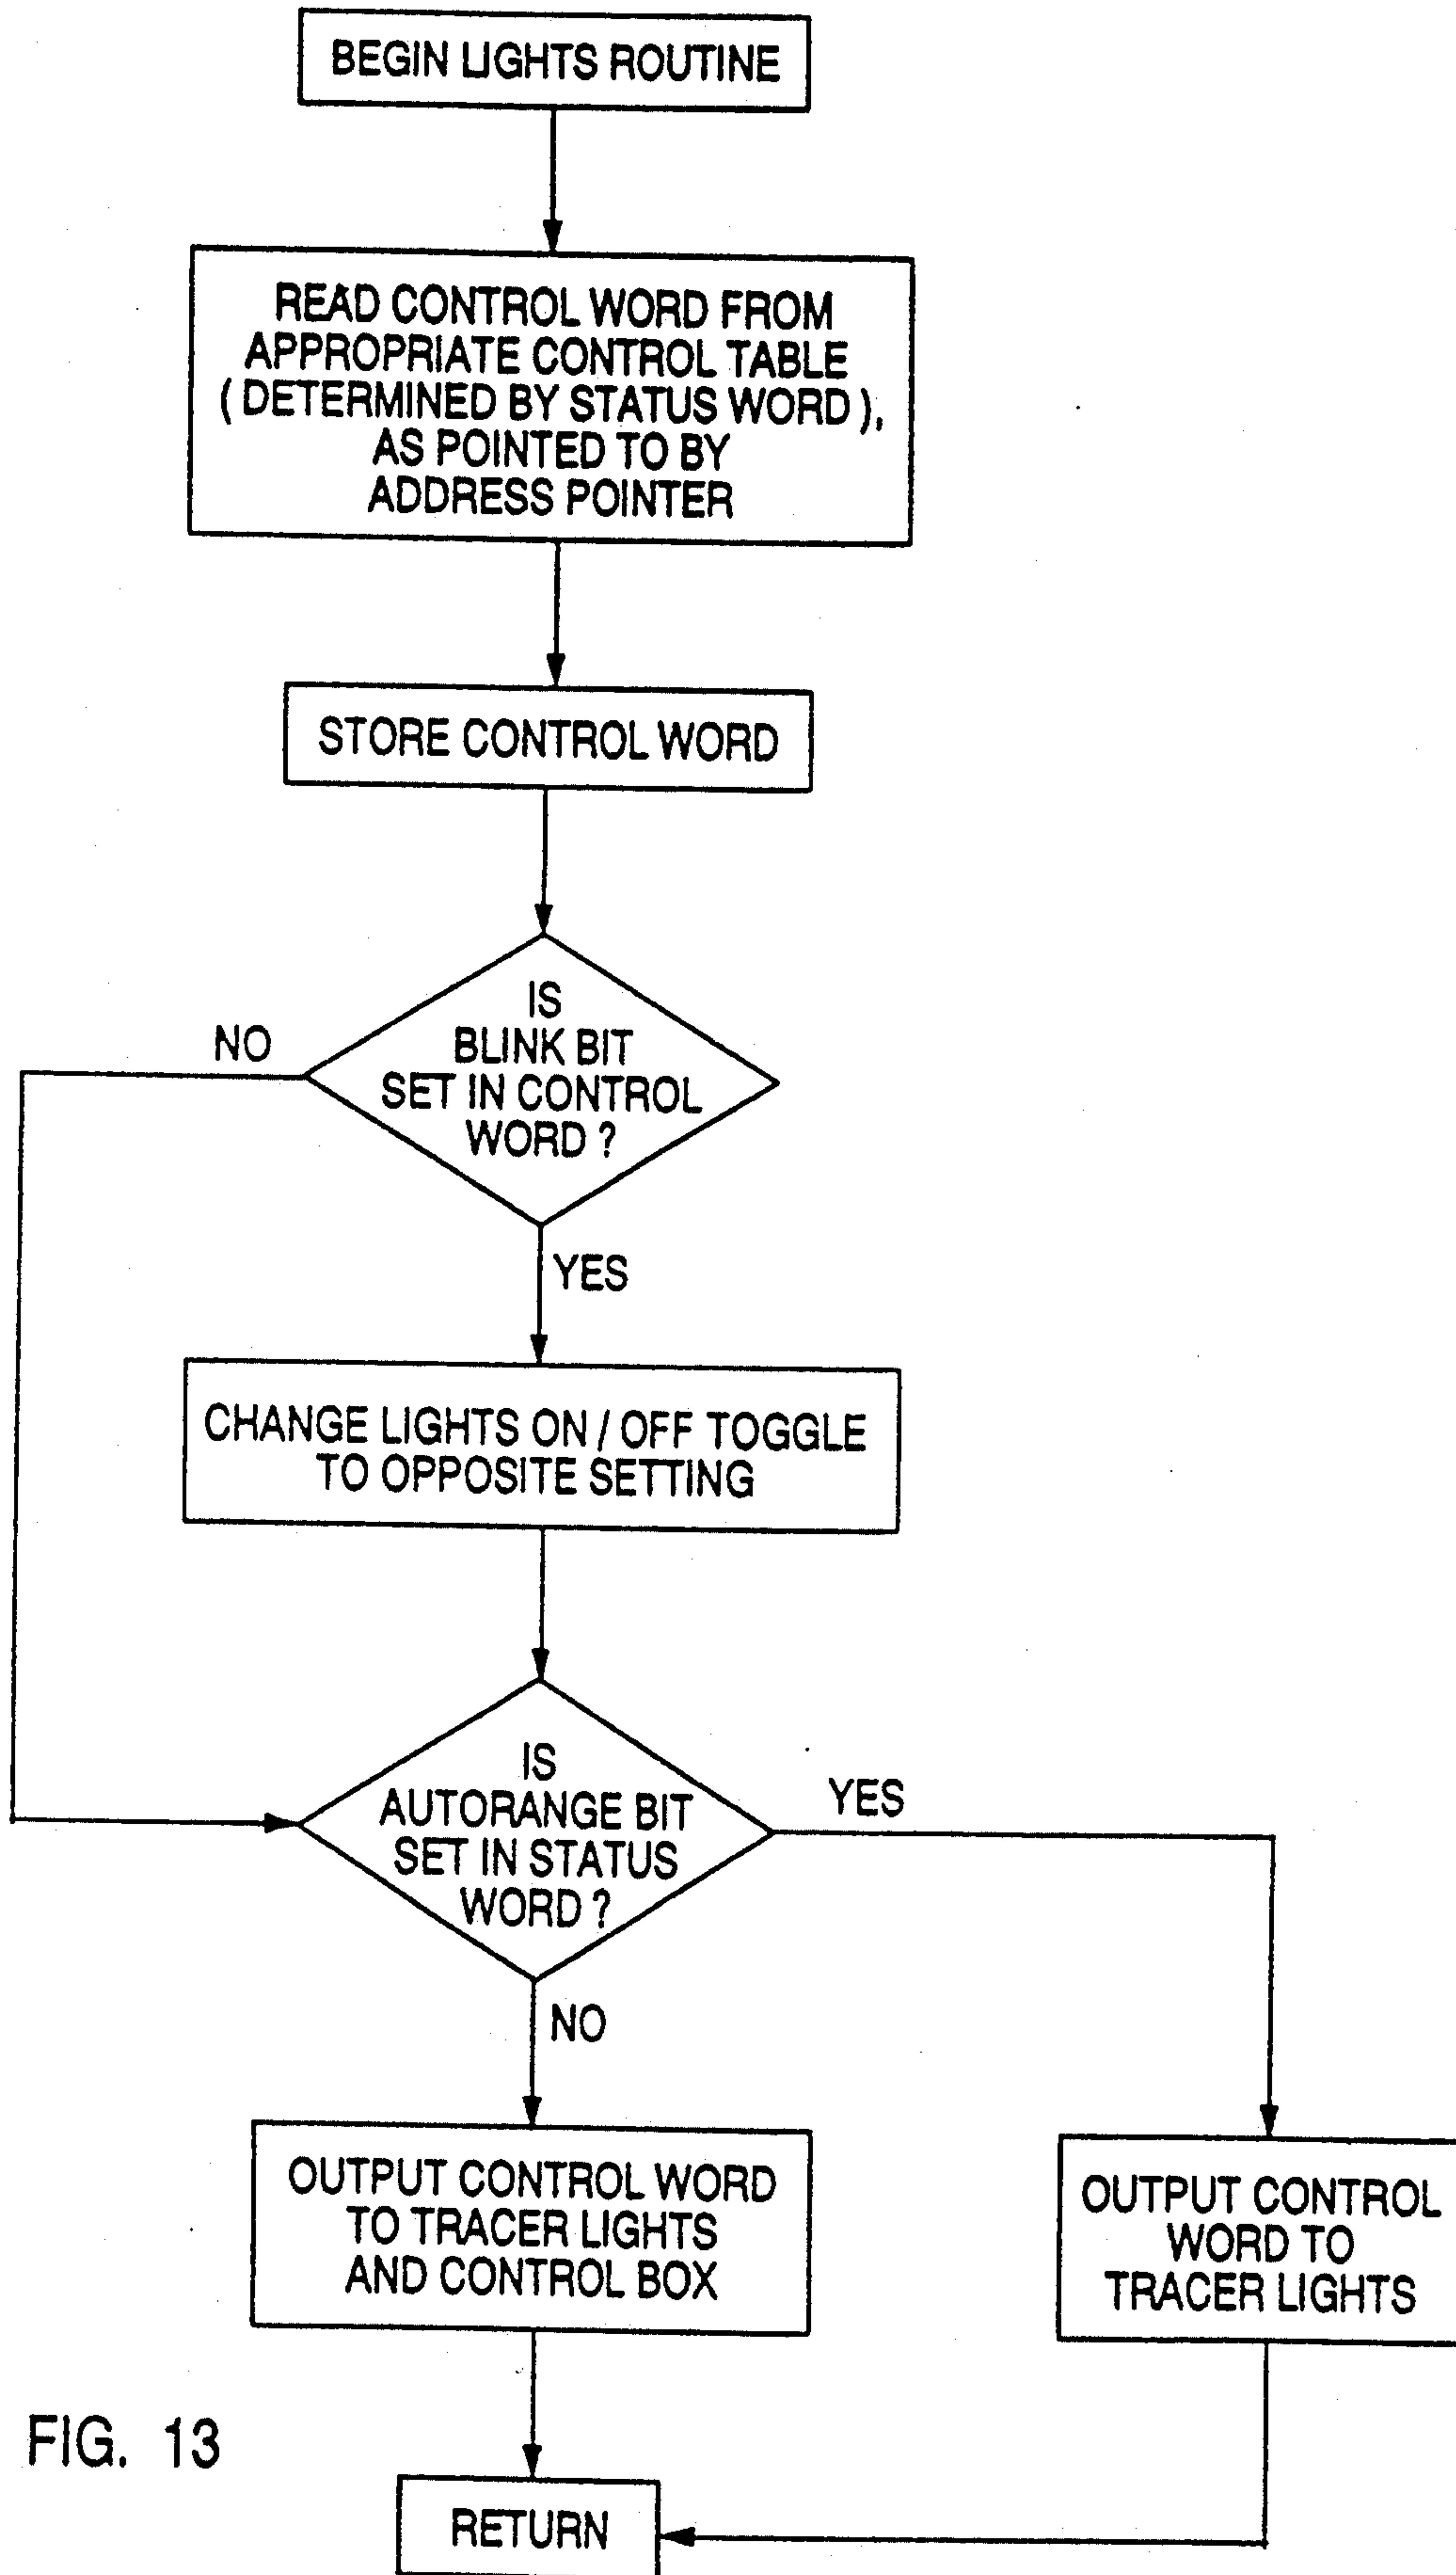 BEGIN LIGHTS ROUTINE
READ CONTROL WORD FROM
APPROPRIATE CONTROL TABLE
( DETERMINED BY STATUS WORD ),
AS POINTED TO BY
ADDRESS POINTER
STORE CONTROL WORD
IS
BLINK BIT
SET IN CONTROL
WORD ?
NO
YES
CHANGE LIGHTS ON / OFF TOGGLE
TO OPPOSITE SETTING
IS
AUTORANGE BIT
SET IN STATUS
WORD ?
YES
NO
OUTPUT CONTROL WORD
TO TRACER LIGHTS
AND CONTROL BOX
OUTPUT CONTROL
WORD TO
TRACER LIGHTS
FIG. 13
RETURN